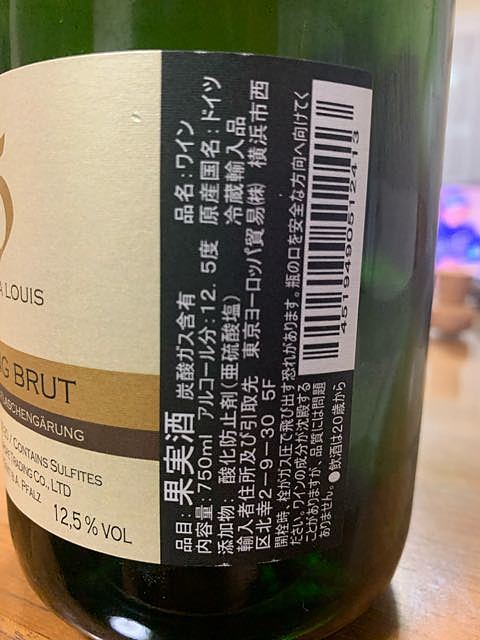 A LOUIS
G BRUT
LASCHENGÄRUNG
CONTAINS SULFITES
TRADING CO., LTD
A. PFALZ
12,5% VOL
品目:果実酒 炭酸ガス含有 品名:ワイン
内容量:750ml アルコール分:12.5度 原産国名:ドイツ
添加物:酸化防止剤(亜硫酸塩) 冷蔵輸入品
輸入者住所及び引取先 東京ヨーロッパ貿易㈱ 横浜市西
区北幸2-9-30 5F
開栓時、栓がガス圧で飛び出す恐れがあります。瓶の口を安全な方向へ向けてく
ださい。ワインの成分が沈殿する
ことがありますが、品質には問題
ありません。●飲酒は20歳から
4519490512413